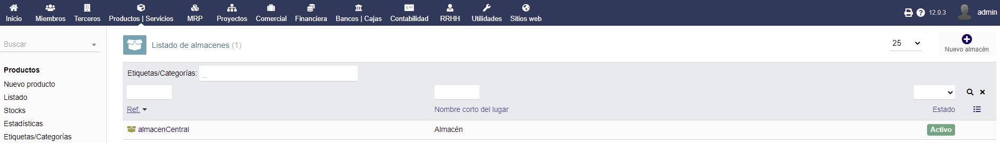 Inicio Miembros Terceros Productos | Servicios MRP Proyectos Comercial Financiera Bancos | Cajas Contabilidad RRHH Utilidades Sitios web 12.0.3 admin
Buscar
Listado de almacenes (1)
25
Nuevo almacén
Productos
Nuevo producto
Listado
Stocks
Estadísticas
Etiquetas/Categorías
Etiquetas/Categorías: _
Ref. Nombre corto del lugar Estado
almacenCentral Almacén Activo